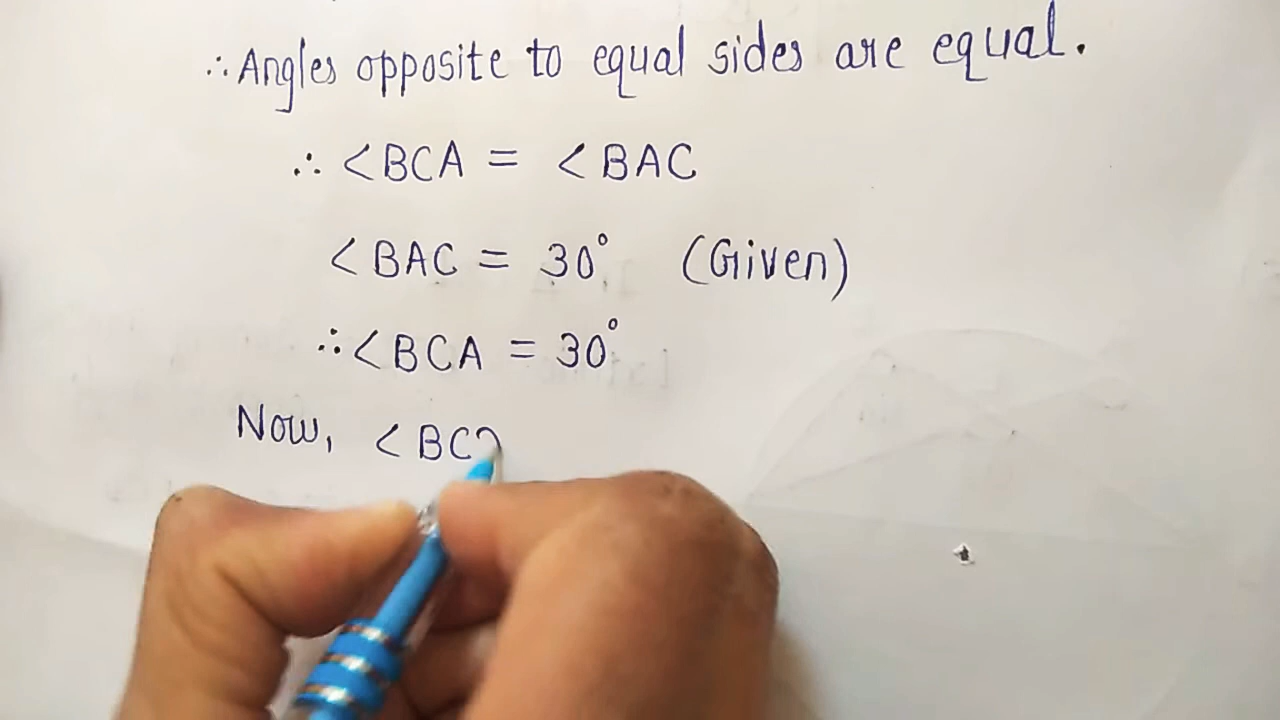 ∴ Angles opposite to equal sides are equal.
∴ <BCA = <BAC
<BAC = 30° (Given)
∴ <BCA = 30°
Now, < BC